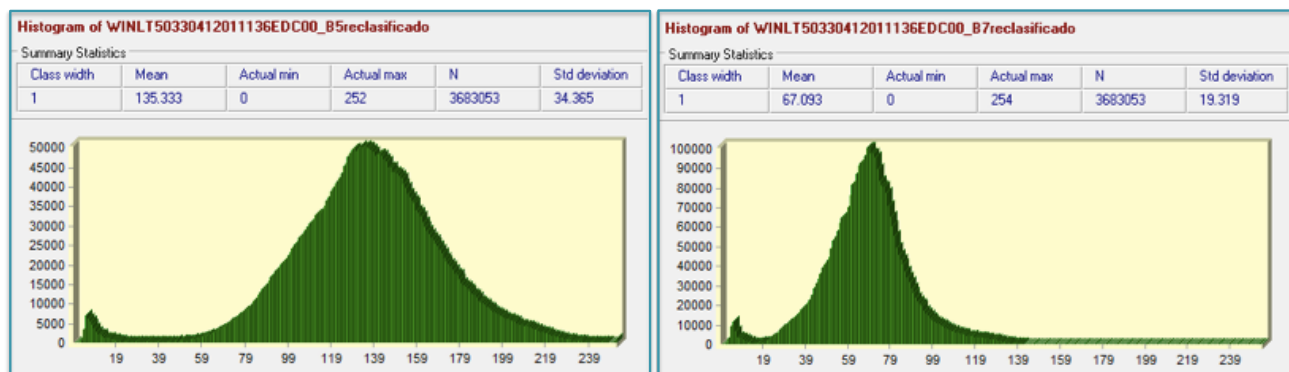 Histogram of WINLT50330412011136EDC00_B5reclasificado
Summary Statistics
Class width Mean Actual min Actual max N Std deviation
1 135.333 0 252 3683053 34.365
50000
45000
40000
35000
30000
25000
20000
15000
10000
5000
0
19 39 59 79 99 119 139 159 179 199 219 239
Histogram of WINLT50330412011136EDC00_B7reclasificado
Summary Statistics
Class width Mean Actual min Actual max N Std deviation
1 67.093 0 254 3683053 19.319
100000
90000
80000
70000
60000
50000
40000
30000
20000
10000
0
19 39 59 79 99 119 139 159 179 199 219 239